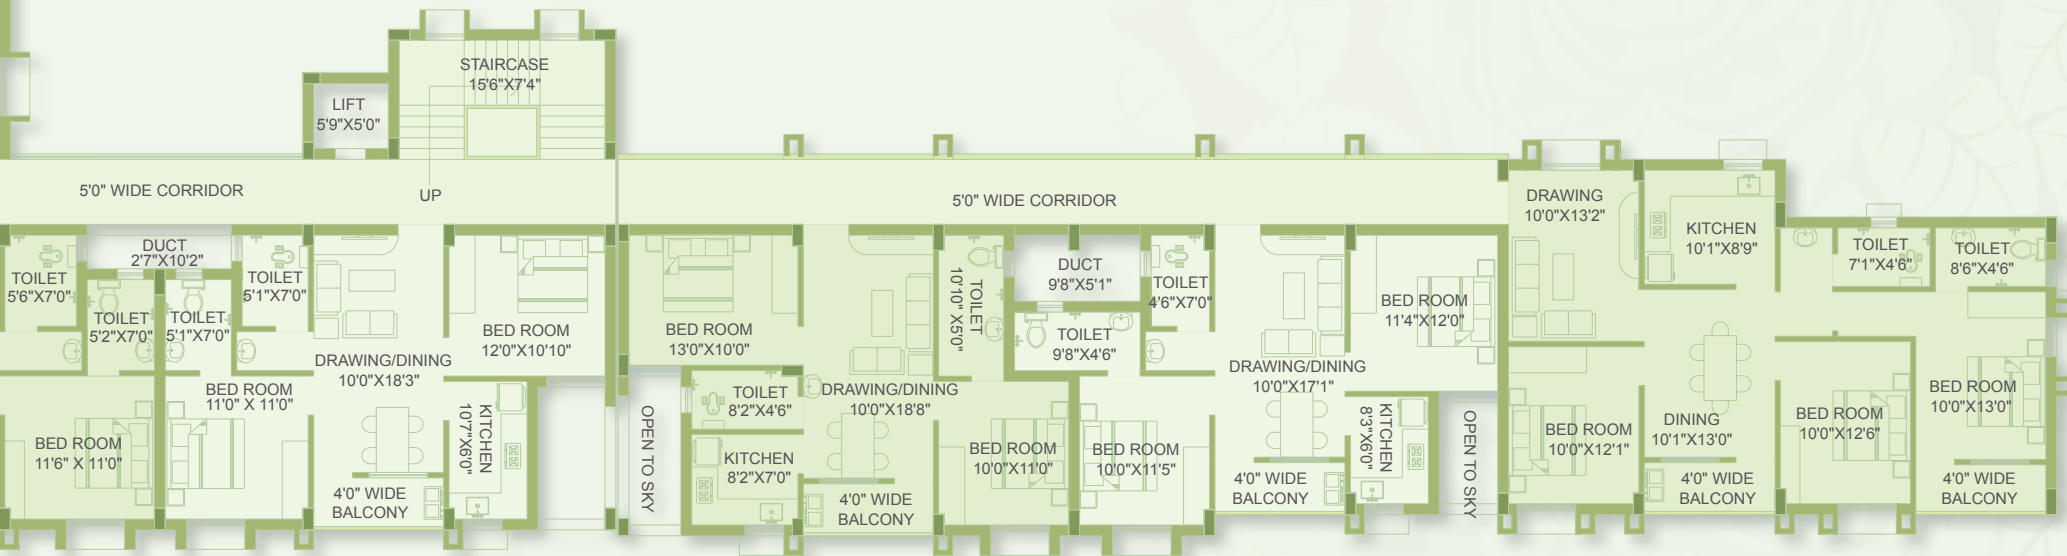 STAIRCASE
15'6"X7'4"
LIFT
5'9"X5'0"
5'0" WIDE CORRIDOR
UP
5'0" WIDE CORRIDOR
DRAWING
10'0"X13'2"
KITCHEN
10'1"X8'9"
TOILET
5'6"X7'0"
DUCT
2'7"X10'2"
TOILET
5'1"X7'0"
TOILET
5'2"X7'0"
TOILET
5'1"X7'0"
DRAWING/DINING
10'0"X18'3"
BED ROOM
12'0"X10'10"
BED ROOM
11'0" X 11'0"
BED ROOM
11'6" X 11'0"
KITCHEN
10'7"X6'0"
4'0" WIDE
BALCONY
BED ROOM
13'0"X10'0"
OPEN TO SKY
TOILET
8'2"X4'6"
KITCHEN
8'2"X7'0"
DRAWING/DINING
10'0"X18'8"
4'0" WIDE
BALCONY
TOILET
10'10" X5'0"
BED ROOM
10'0"X11'0"
DUCT
9'8"X5'1"
TOILET
9'8"X4'6"
TOILET
4'6"X7'0"
BED ROOM
10'0"X11'5"
DRAWING/DINING
10'0"X17'1"
4'0" WIDE
BALCONY
BED ROOM
11'4"X12'0"
KITCHEN
8'3"X6'0"
OPEN TO SKY
TOILET
7'1"X4'6"
TOILET
8'6"X4'6"
BED ROOM
10'0"X12'1"
DINING
10'1"X13'0"
4'0" WIDE
BALCONY
BED ROOM
10'0"X12'6"
BED ROOM
10'0"X13'0"
4'0" WIDE
BALCONY